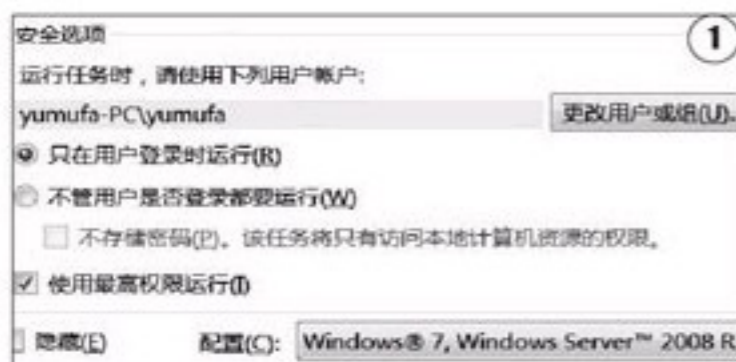 安全选项
1
运行任务时，请使用下列用户帐户:
yumufa-PC\yumufa 更改用户或组(U)..
只在用户登录时运行(R)
不管用户是否登录都要运行(W)
不存储密码(P)。该任务将只有访问本地计算机资源的权限。
使用最高权限运行(I)
隐藏(E) 配置(C): Windows® 7, Windows Server™ 2008 R